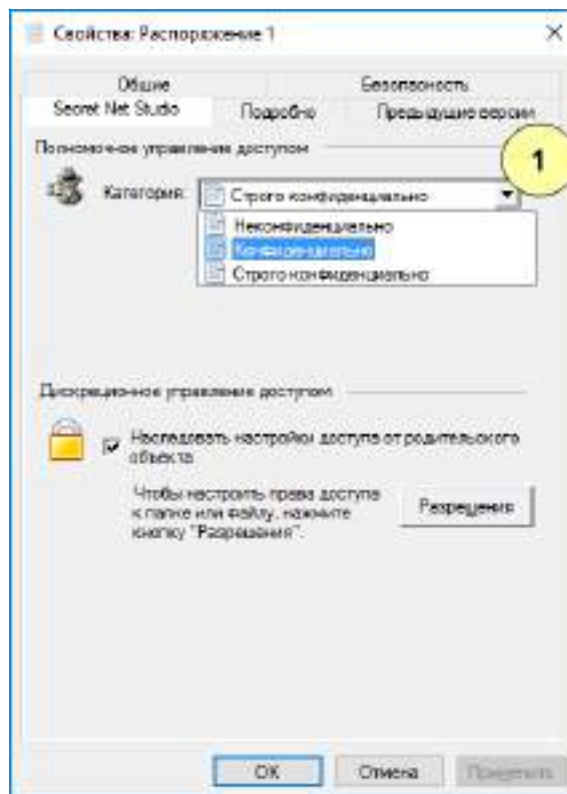 Свойства: Распоряжение 1
Общие
Безопасность
Secret Net Studio
Подробно
Предыдущие версии
Полномочное управление доступом
1
Категория:
Строго конфиденциально
Неконфиденциально
Конфиденциально
Строго конфиденциально
Дискреционное управление доступом
Наследовать настройки доступа от родительского
объекта
Чтобы настроить права доступа
к папке или файлу, нажмите
кнопку "Разрешения".
Разрешения
ОК
Отмена
Применить